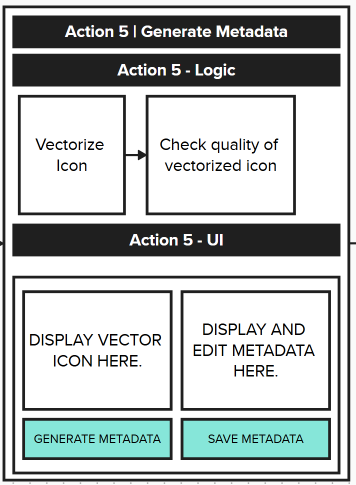 Action 5 | Generate Metadata
Action 5 - Logic
Vectorize
Icon
Check quality of
vectorized icon
Action 5 - UI
DISPLAY VECTOR
ICON HERE.
DISPLAY AND
EDIT METADATA
HERE.
GENERATE METADATA
SAVE METADATA